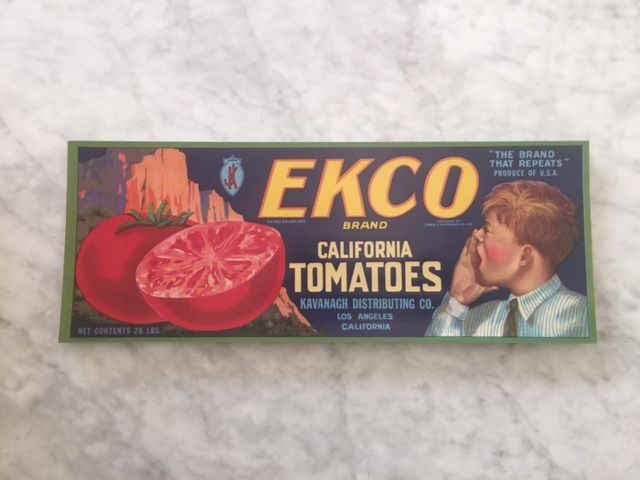 "THE BRAND
THAT REPEATS"
PRODUCE OF U.S.A.
EKCO
BRAND
CALIFORNIA
TOMATOES
KAVANAGH DISTRIBUTING CO.
LOS ANGELES
CALIFORNIA
NET CONTENTS 28 LBS.